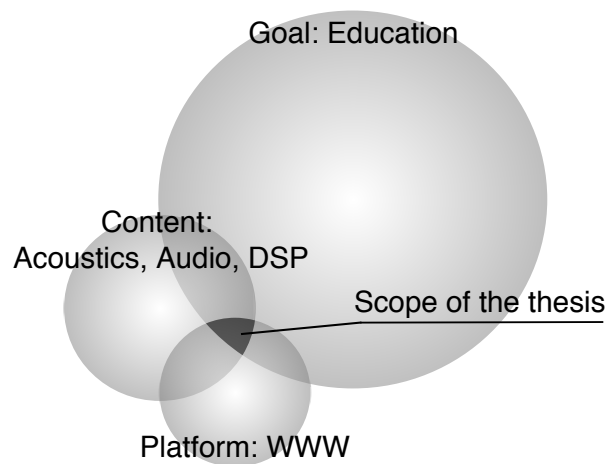 Goal: Education
Content:
Acoustics, Audio, DSP
Scope of the thesis
Platform: WWW